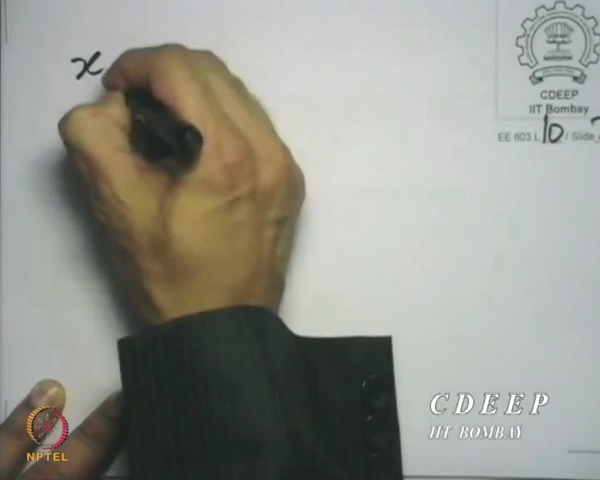 x
CDEEP
IIT Bombay
EE 603 L 10 / Slide
CDEEP
IIT BOMBAY
NPTEL